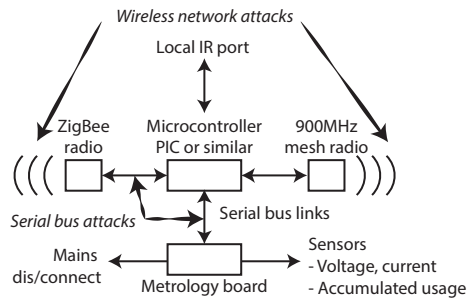 Wireless network attacks
Local IR port
ZigBee
radio
Microcontroller
PIC or similar
900MHz
mesh radio
Serial bus attacks
Serial bus links
Mains
dis/connect
Metrology board
Sensors
- Voltage, current
- Accumulated usage